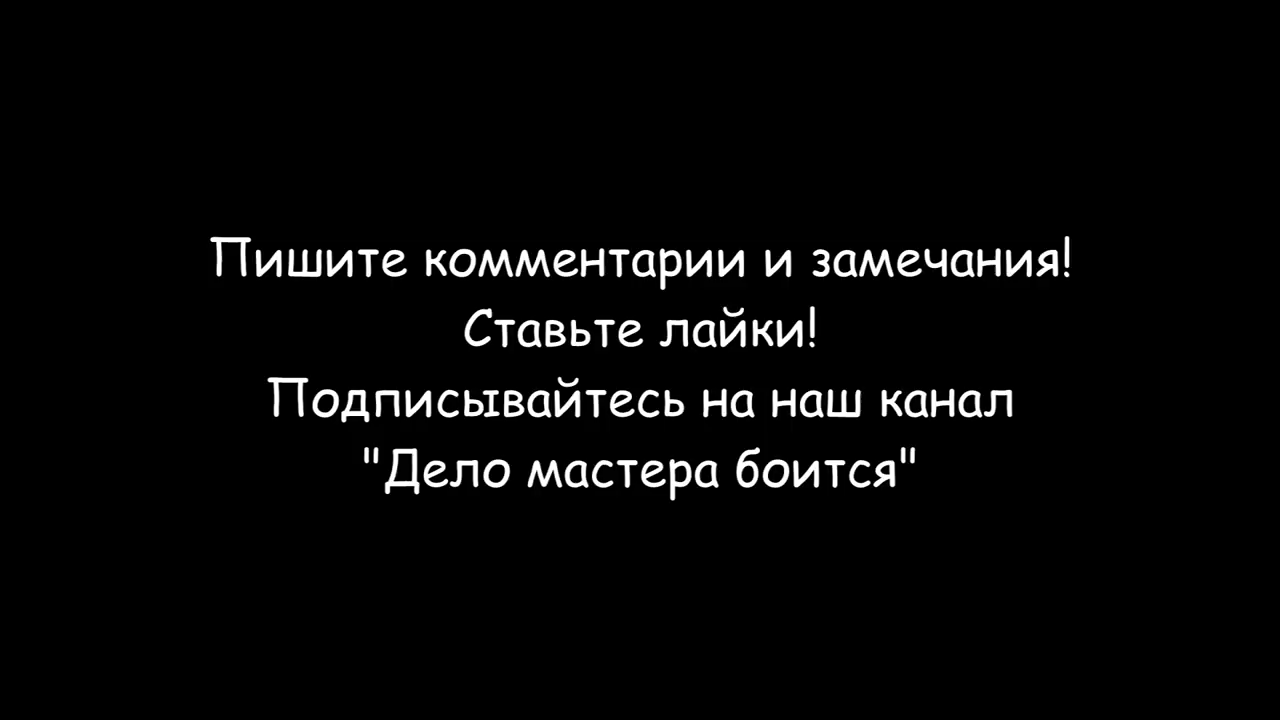 Пишите комментарии и замечания!
Ставьте лайки!
Подписывайтесь на наш канал
"Дело мастера боится"